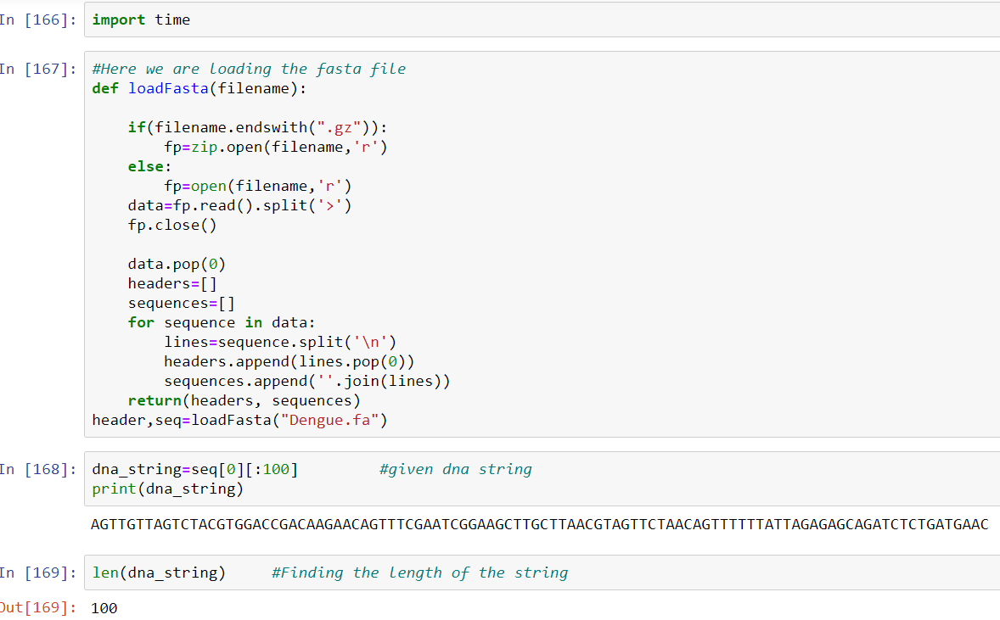 In [166]: import time
In [167]: #Here we are loading the fasta file
def loadFasta(filename):
    if(filename.endswith(".gz")):
        fp=zip.open(filename,'r')
    else:
        fp=open(filename,'r')
    data=fp.read().split('>')
    fp.close()
    data.pop(0)
    headers=[]
    sequences=[]
    for sequence in data:
        lines=sequence.split('\n')
        headers.append(lines.pop(0))
        sequences.append(''.join(lines))
    return(headers, sequences)
header,seq=loadFasta("Dengue.fa")
In [168]: dna_string=seq[0][:100]         #given dna string
print(dna_string)
AGTTGTTAGTCTACGTGGACCGACAAGAACAGTTTCGAATCGGAAGCTTGCTTAACGTAGTTCTAACAGTTTTTTATTAGAGAGCAGATCTCTGATGAAC
In [169]: len(dna_string)     #Finding the length of the string
Out[169]: 100